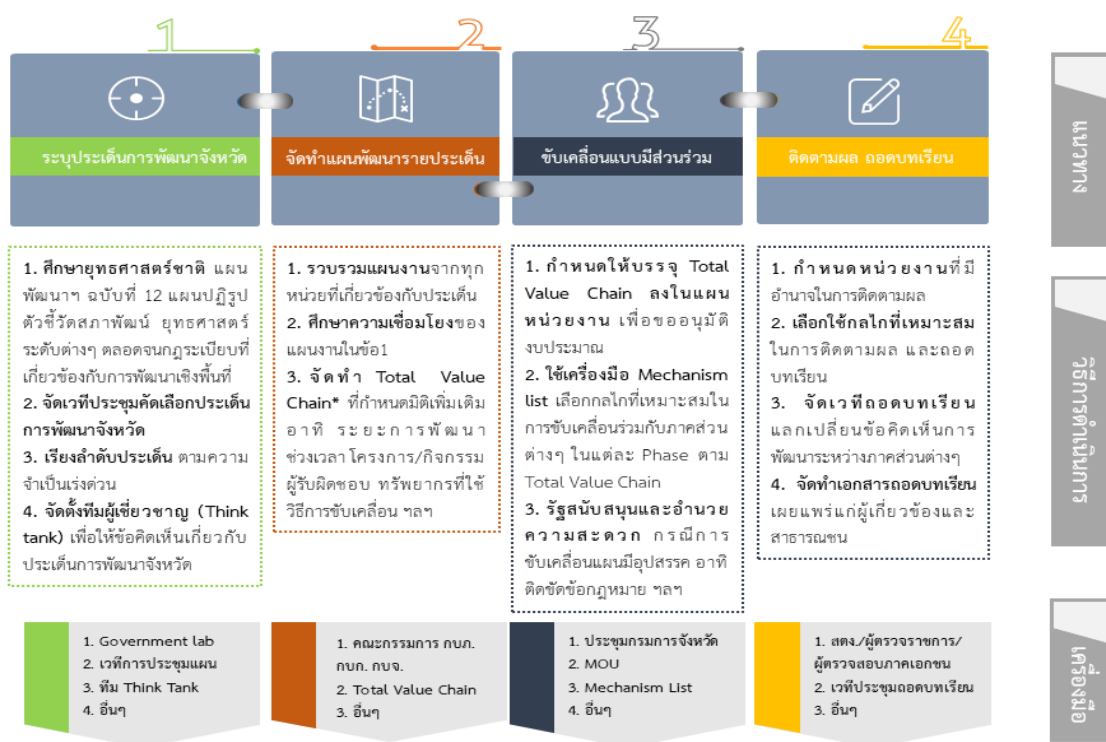 1
2
3
4
ระบุประเด็นการพัฒนาจังหวัด
จัดทำแผนพัฒนารายประเด็น
ขับเคลื่อนแบบมีส่วนร่วม
ติดตามผล ถอดบทเรียน
แนวทาง
1. ศึกษายุทธศาสตร์ชาติ แผน
พัฒนาฯ ฉบับที่ 12 แผนปฏิรูป
ตัวชี้วัดสภาพัฒน์ ยุทธศาสตร์
ระดับต่างๆ ตลอดจนกฎระเบียบที่
เกี่ยวข้องกับการพัฒนาเชิงพื้นที่
2. จัดเวทีประชุมคัดเลือกประเด็น
การพัฒนาจังหวัด
3. เรียงลำดับประเด็น ตามความ
จำเป็นเร่งด่วน
4. จัดตั้งทีมผู้เชี่ยวชาญ (Think
tank) เพื่อให้ข้อคิดเห็นเกี่ยวกับ
ประเด็นการพัฒนาจังหวัด
1. รวบรวมแผนงานจากทุก
หน่วยที่เกี่ยวข้องกับประเด็น
2. ศึกษาความเชื่อมโยงของ
แผนงานในข้อ1
3. จัดทำ Total Value
Chain* ที่กำหนดมิติเพิ่มเติม
อาทิ ระยะการพัฒนา
ช่วงเวลา โครงการ/กิจกรรม
ผู้รับผิดชอบ ทรัพยากรที่ใช้
วิธีการขับเคลื่อน ฯลฯ
1. กำหนดให้บรรจุ Total
Value Chain ลงในแผน
หน่วยงาน เพื่อขออนุมัติ
งบประมาณ
2. ใช้เครื่องมือ Mechanism
list เลือกกลไกที่เหมาะสมใน
การขับเคลื่อนร่วมกับภาคส่วน
ต่างๆ ในแต่ละ Phase ตาม
Total Value Chain
3. รัฐสนับสนุนและอำนวย
ความสะดวก กรณีการ
ขับเคลื่อนแผนมีอุปสรรค อาทิ
ติดขัดข้อกฎหมาย ฯลฯ
1. กำหนดหน่วยงานที่มี
อำนาจในการติดตามผล
2. เลือกใช้กลไกที่เหมาะสม
ในการติดตามผล และถอด
บทเรียน
3. จัดเวทีถอดบทเรียน
แลกเปลี่ยนข้อคิดเห็นการ
พัฒนาระหว่างภาคส่วนต่างๆ
4. จัดทำเอกสารถอดบทเรียน
เผยแพร่แก่ผู้เกี่ยวข้องและ
สาธารณชน
วิธีการดำเนินการ
1. Government lab
2. เวทีการประชุมแผน
3. ทีม Think Tank
4. อื่นๆ
1. คณะกรรมการ กบภ.
กบก. กบจ.
2. Total Value Chain
3. อื่นๆ
1. ประชุมกรมการจังหวัด
2. MOU
3. Mechanism List
4. อื่นๆ
1. สตง./ผู้ตรวจราชการ/
ผู้ตรวจสอบภาคเอกชน
2. เวทีประชุมถอดบทเรียน
3. อื่นๆ
เครื่องมือ